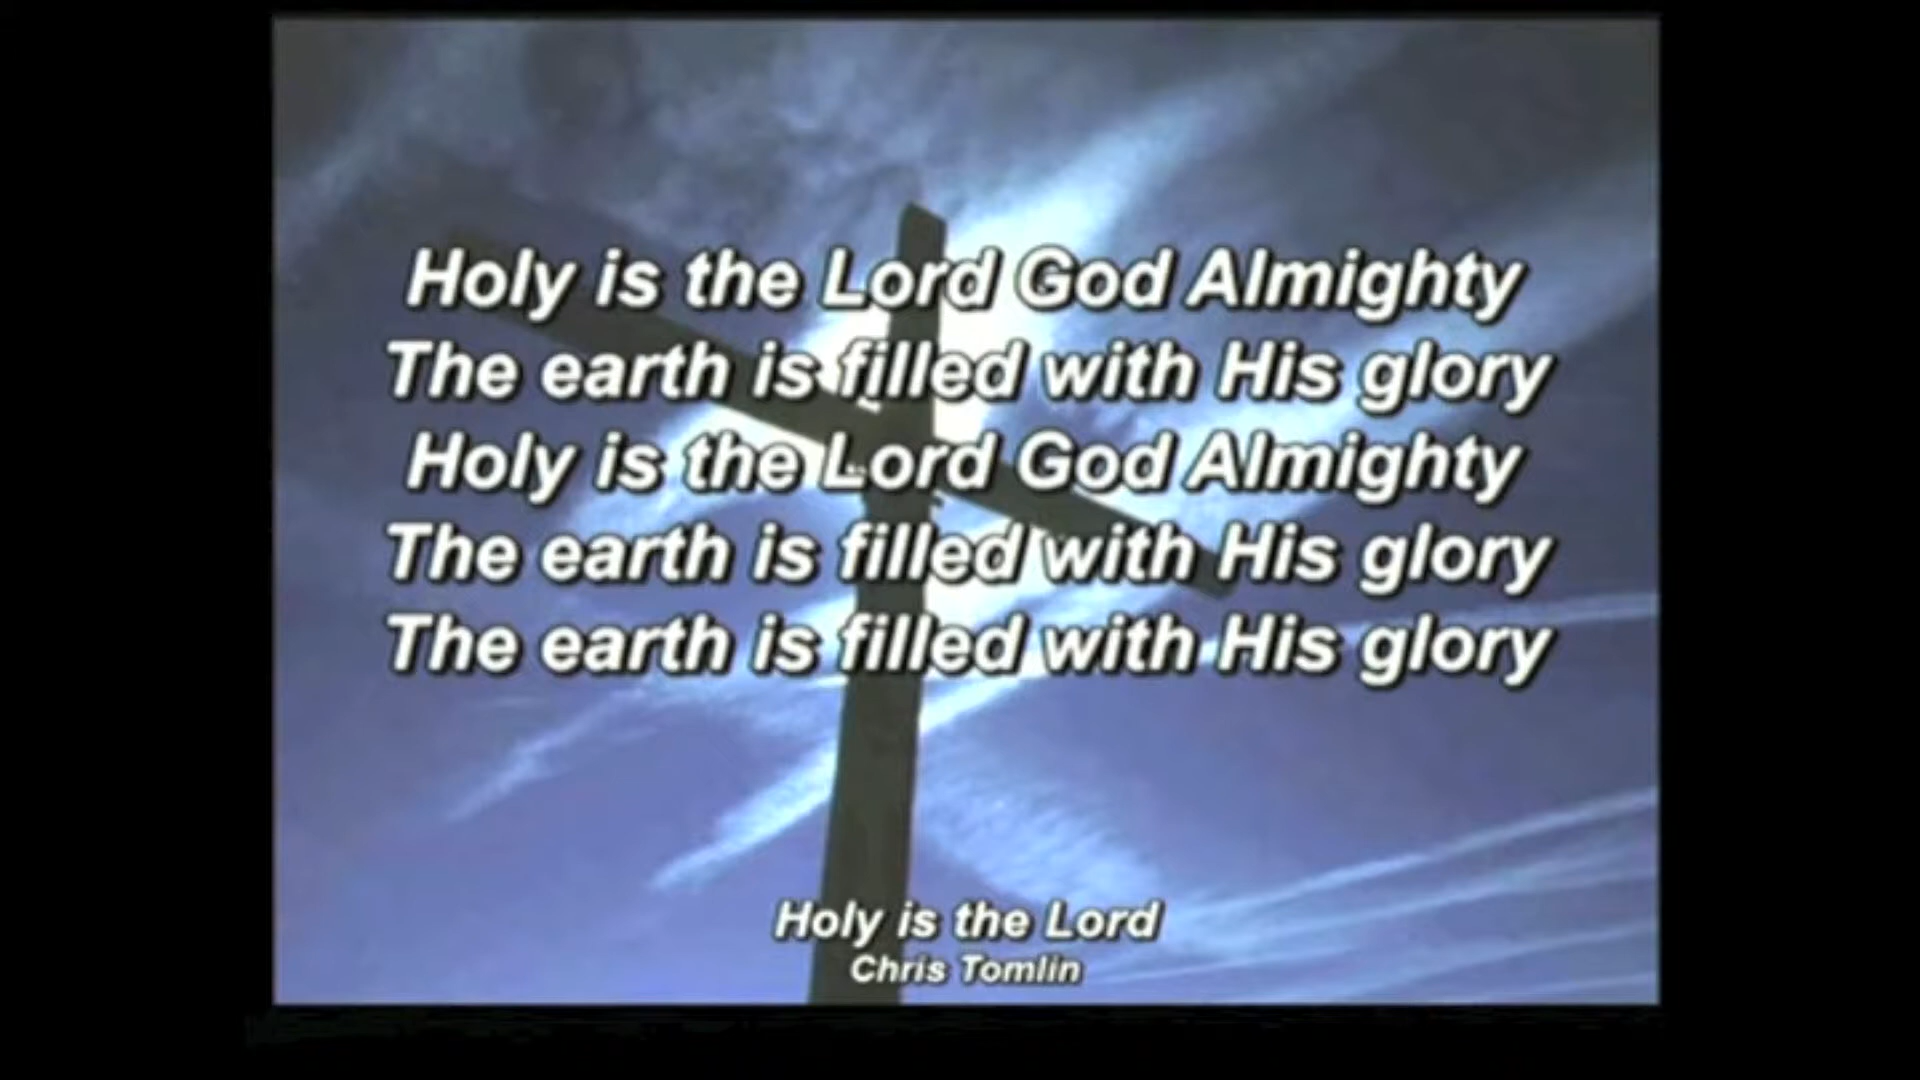 Holy is the Lord God Almighty
The earth is filled with His glory
Holy is the Lord God Almighty
The earth is filled with His glory
The earth is filled with His glory
Holy is the Lord
Chris Tomlin